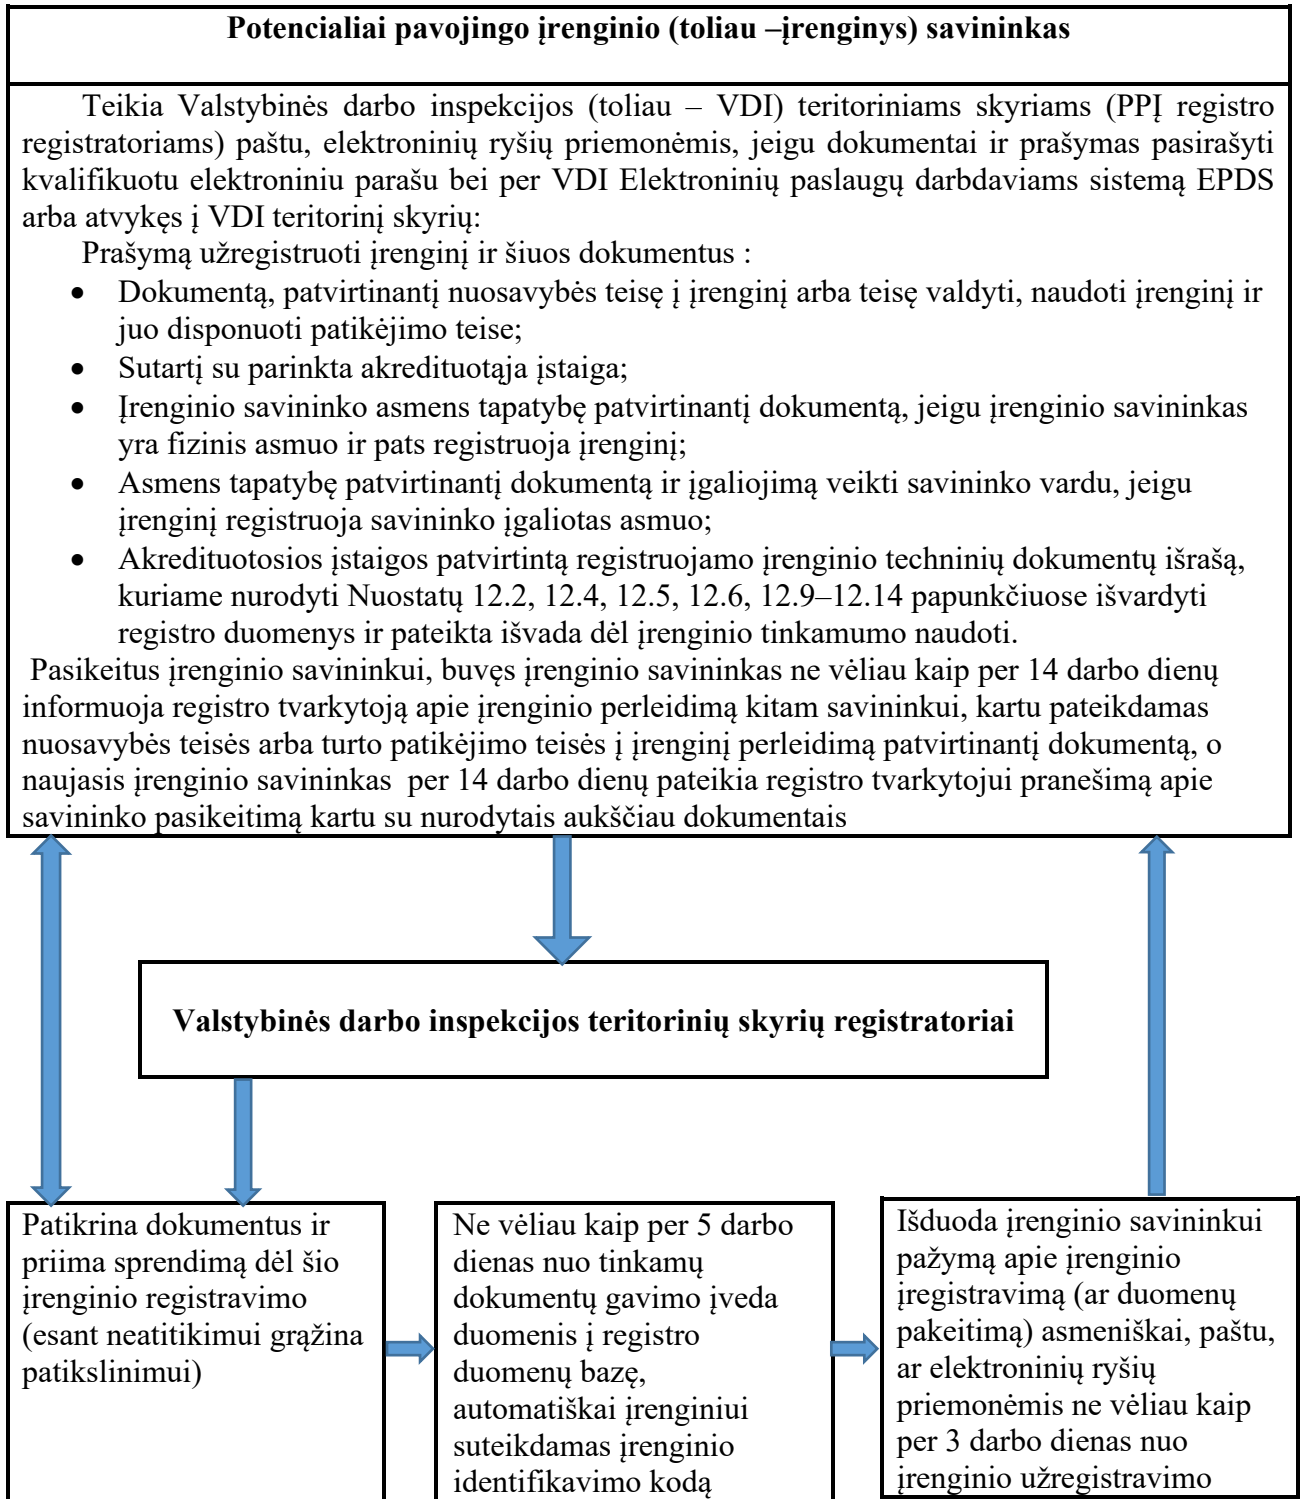 Potencialiai pavojingo įrenginio (toliau –įrenginys) savininkas
Teikia Valstybinės darbo inspekcijos (toliau – VDI) teritoriniams skyriams (PPĮ registro
registratoriams) paštu, elektroninių ryšių priemonėmis, jeigu dokumentai ir prašymas pasirašyti
kvalifikuotu elektroniniu parašu bei per VDI Elektroninių paslaugų darbdaviams sistemą EPDS
arba atvykęs į VDI teritorinį skyrių:
Prašymą užregistruoti įrenginį ir šiuos dokumentus :
• Dokumentą, patvirtinantį nuosavybės teisę į įrenginį arba teisę valdyti, naudoti įrenginį ir
juo disponuoti patikėjimo teise;
• Sutartį su parinkta akredituotąja įstaiga;
• Įrenginio savininko asmens tapatybę patvirtinantį dokumentą, jeigu įrenginio savininkas
yra fizinis asmuo ir pats registruoja įrenginį;
• Asmens tapatybę patvirtinantį dokumentą ir įgaliojimą veikti savininko vardu, jeigu
įrenginį registruoja savininko įgaliotas asmuo;
• Akredituotosios įstaigos patvirtintą registruojamo įrenginio techninių dokumentų išrašą,
kuriame nurodyti Nuostatų 12.2, 12.4, 12.5, 12.6, 12.9–12.14 papunkčiuose išvardyti
registro duomenys ir pateikta išvada dėl įrenginio tinkamumo naudoti.
Pasikeitus įrenginio savininkui, buvęs įrenginio savininkas ne vėliau kaip per 14 darbo dienų
informuoja registro tvarkytoją apie įrenginio perleidimą kitam savininkui, kartu pateikdamas
nuosavybės teisės arba turto patikėjimo teisės į įrenginį perleidimą patvirtinantį dokumentą, o
naujasis įrenginio savininkas per 14 darbo dienų pateikia registro tvarkytojui pranešimą apie
savininko pasikeitimą kartu su nurodytais aukščiau dokumentais
Valstybinės darbo inspekcijos teritorinių skyrių registratoriai
Patikrina dokumentus ir
priima sprendimą dėl šio
įrenginio registravimo
(esant neatitikimui grąžina
patikslinimui)
Ne vėliau kaip per 5 darbo
dienas nuo tinkamų
dokumentų gavimo įveda
duomenis į registro
duomenų bazę,
automatiškai įrenginiui
suteikdamas įrenginio
identifikavimo kodą
Išduoda įrenginio savininkui
pažymą apie įrenginio
įregistravimą (ar duomenų
pakeitimą) asmeniškai, paštu,
ar elektroninių ryšių
priemonėmis ne vėliau kaip
per 3 darbo dienas nuo
įrenginio užregistravimo